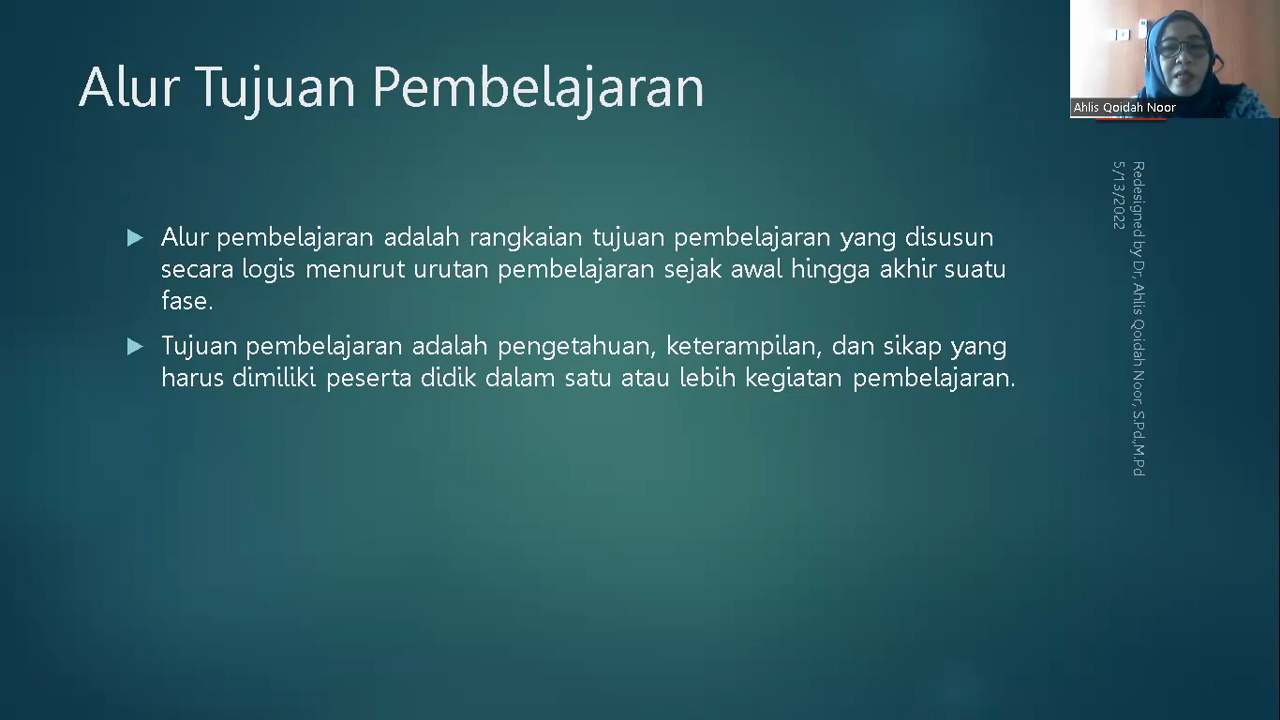 Alur Tujuan Pembelajaran
Ahlis Qoidah Noor
Alur pembelajaran adalah rangkaian tujuan pembelajaran yang disusun
secara logis menurut urutan pembelajaran sejak awal hingga akhir suatu
fase.
Tujuan pembelajaran adalah pengetahuan, keterampilan, dan sikap yang
harus dimiliki peserta didik dalam satu atau lebih kegiatan pembelajaran.
Redesigned by Dr, Ahlis Qoidah Noor, S.Pd.,M.Pd
5/13/2022